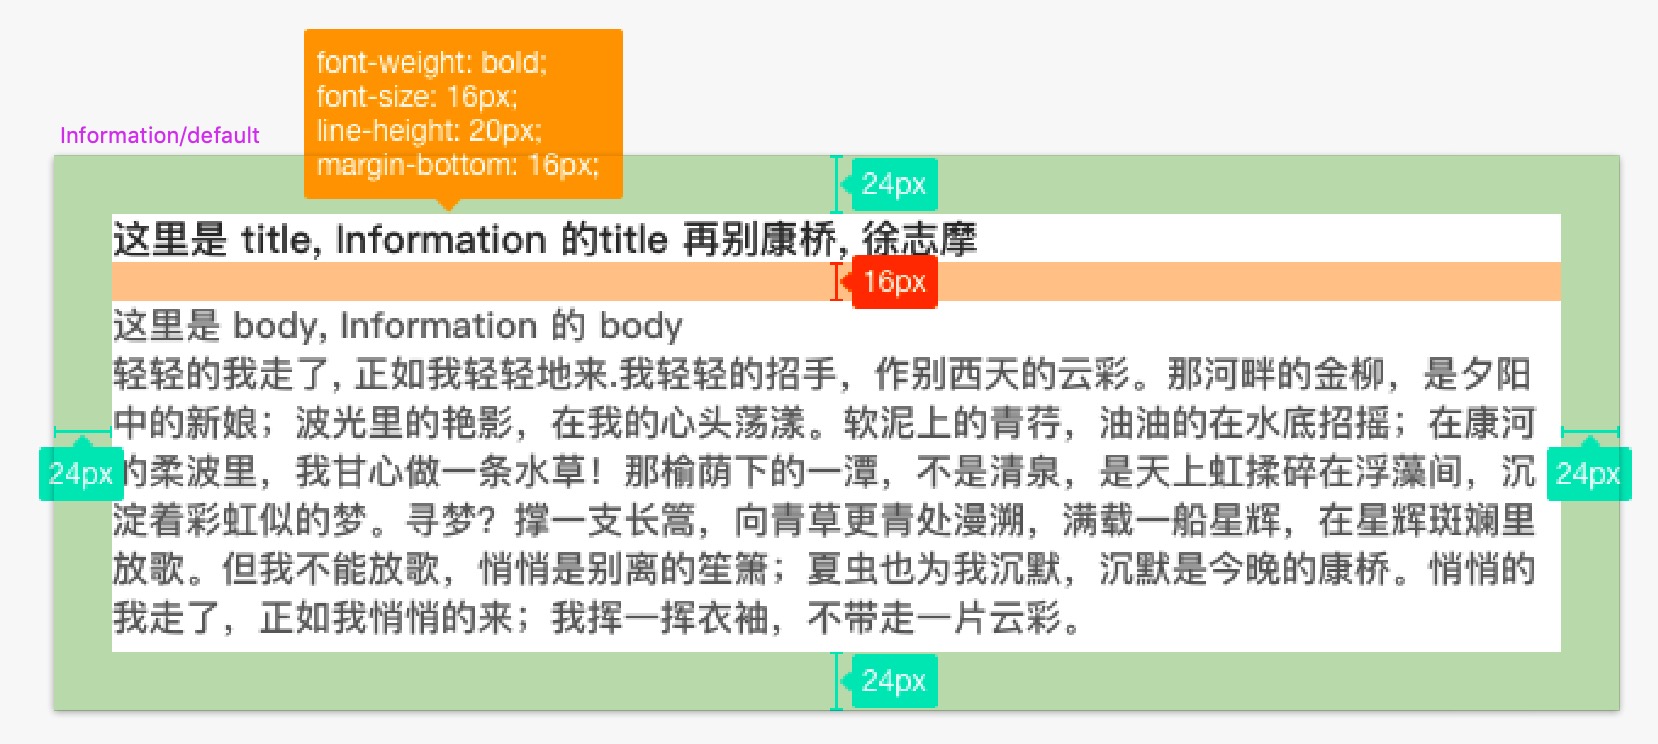 font-weight: bold;
font-size: 16px;
line-height: 20px;
margin-bottom: 16px;
Information/default
24px
这里是 title, Information 的title 再别康桥, 徐志摩
16px
这里是 body, Information 的 body
轻轻的我走了, 正如我轻轻地来.我轻轻的招手，作别西天的云彩。那河畔的金柳，是夕阳
中的新娘；波光里的艳影，在我的心头荡漾。软泥上的青荇，油油的在水底招摇；在康河
24px
的柔波里，我甘心做一条水草！那榆荫下的一潭，不是清泉，是天上虹揉碎在浮藻间，沉
24px
淀着彩虹似的梦。寻梦？撑一支长篙，向青草更青处漫溯，满载一船星辉，在星辉斑斓里
放歌。但我不能放歌，悄悄是别离的笙箫；夏虫也为我沉默，沉默是今晚的康桥。悄悄的
我走了，正如我悄悄的来；我挥一挥衣袖，不带走一片云彩。
24px